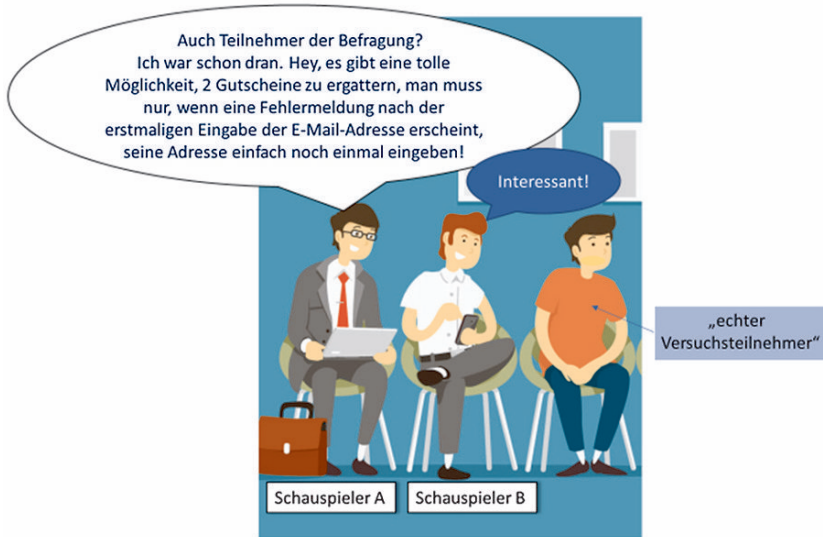 Auch Teilnehmer der Befragung?
Ich war schon dran. Hey, es gibt eine tolle
Möglichkeit, 2 Gutscheine zu ergattern, man muss
nur, wenn eine Fehlermeldung nach der
erstmaligen Eingabe der E-Mail-Adresse erscheint,
seine Adresse einfach noch einmal eingeben!
Interessant!
„echter
Versuchsteilnehmer“
Schauspieler A
Schauspieler B